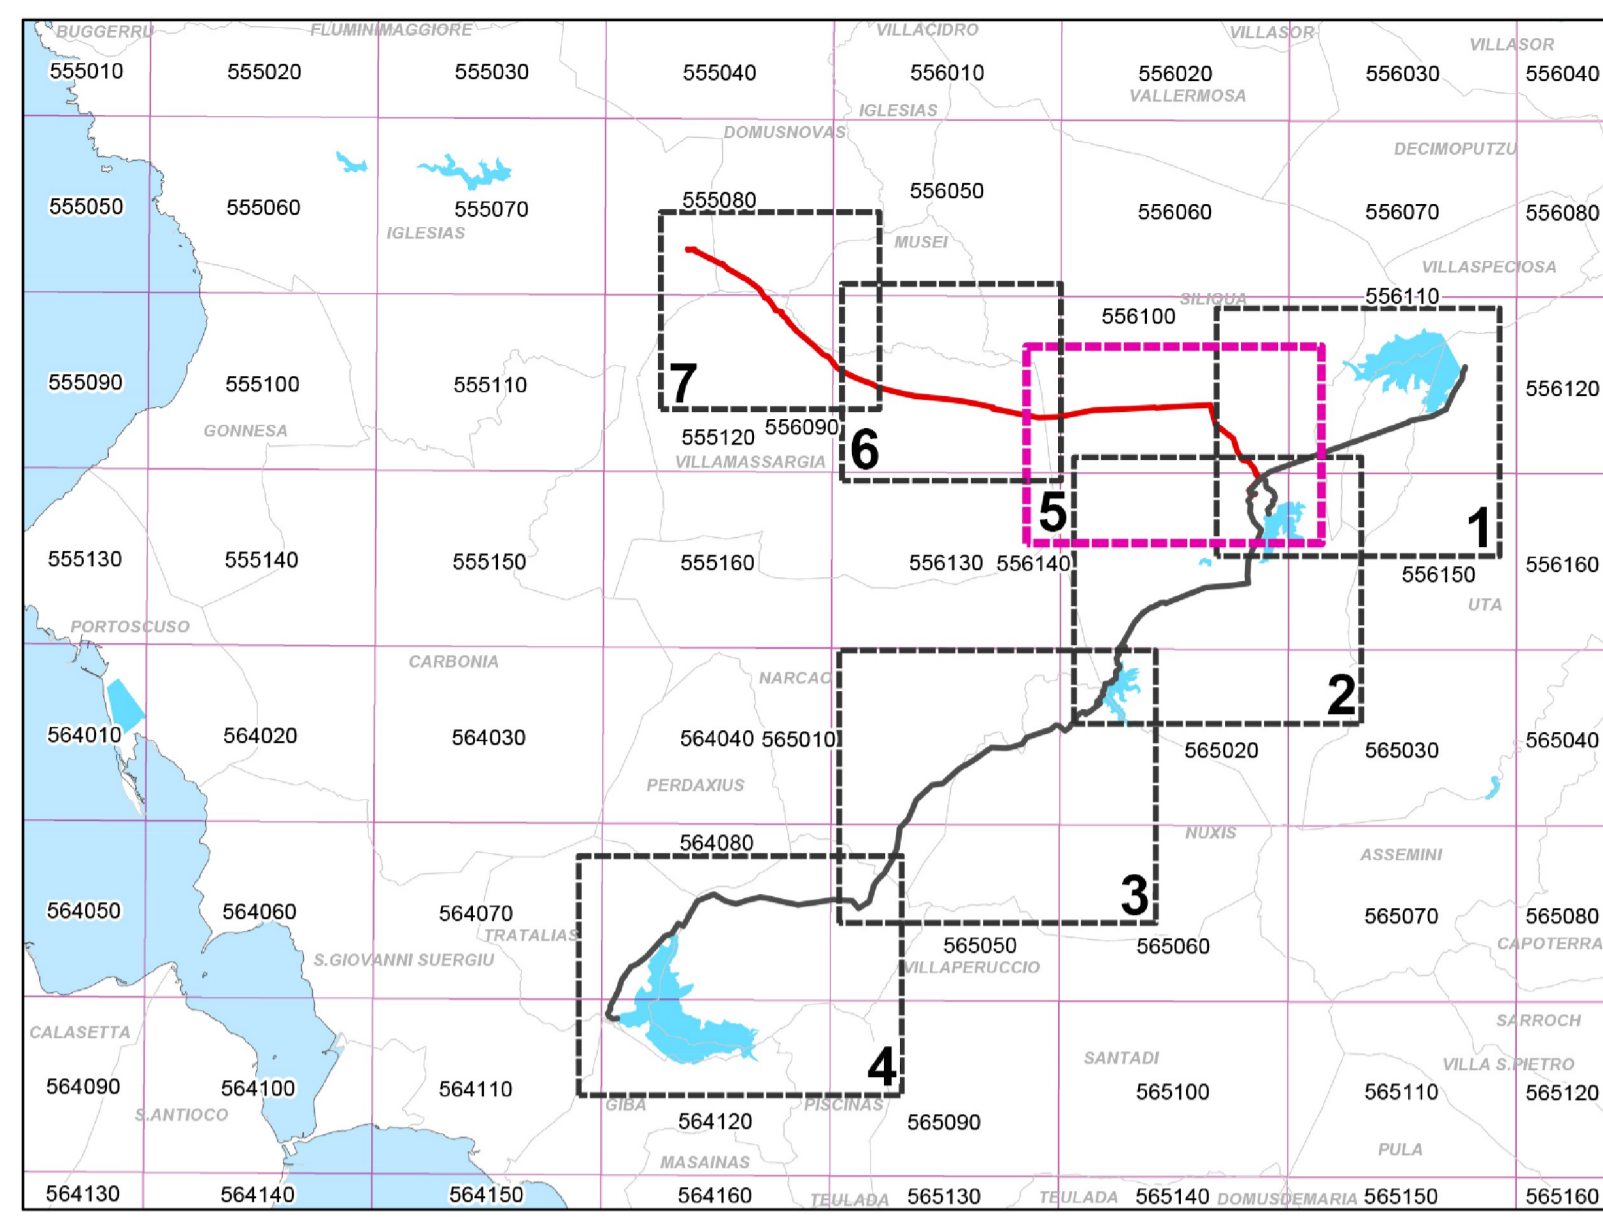 BUGGERRU
FLUMINIMAGGIORE
VILLACIDRO
VILLASOR
VILLASOR
555010
555020
555030
555040
556010
556020
556030
556040
VALLERMOSA
IGLESIAS
DOMUSNOVAS
DECIMOPUTZU
555050
555060
555070
555080
556050
556060
556070
556080
IGLESIAS
MUSEI
VILLASPECIOSA
SILIQUA
556110
556100
555090
555100
555110
7
556120
GONNESA
555120
556090
VILLAMASSARGIA
6
5
1
555130
555140
555150
555160
556130
556140
556150
556160
UTA
PORTOSCUSO
CARBONIA
NARCAO
2
564010
564020
564030
564040
565010
565020
565030
565040
PERDAXIUS
NUXIS
564080
ASSEMINI
3
564050
564060
564070
565070
565080
TRATALIAS
565050
565060
CAPOTERRA
S.GIOVANNI SUERGIU
VILLAPERUCCIO
CALASETTA
SARROCH
SANTADI
VILLA S.PIETRO
4
564090
564100
564110
565100
565110
565120
S.ANTIOCO
GIBA
PISCINAS
564120
565090
PULA
MASAINAS
564130
564140
564150
564160
TEULADA
565130
TEULADA
565140
DOMUSDEMARIA
565150
565160